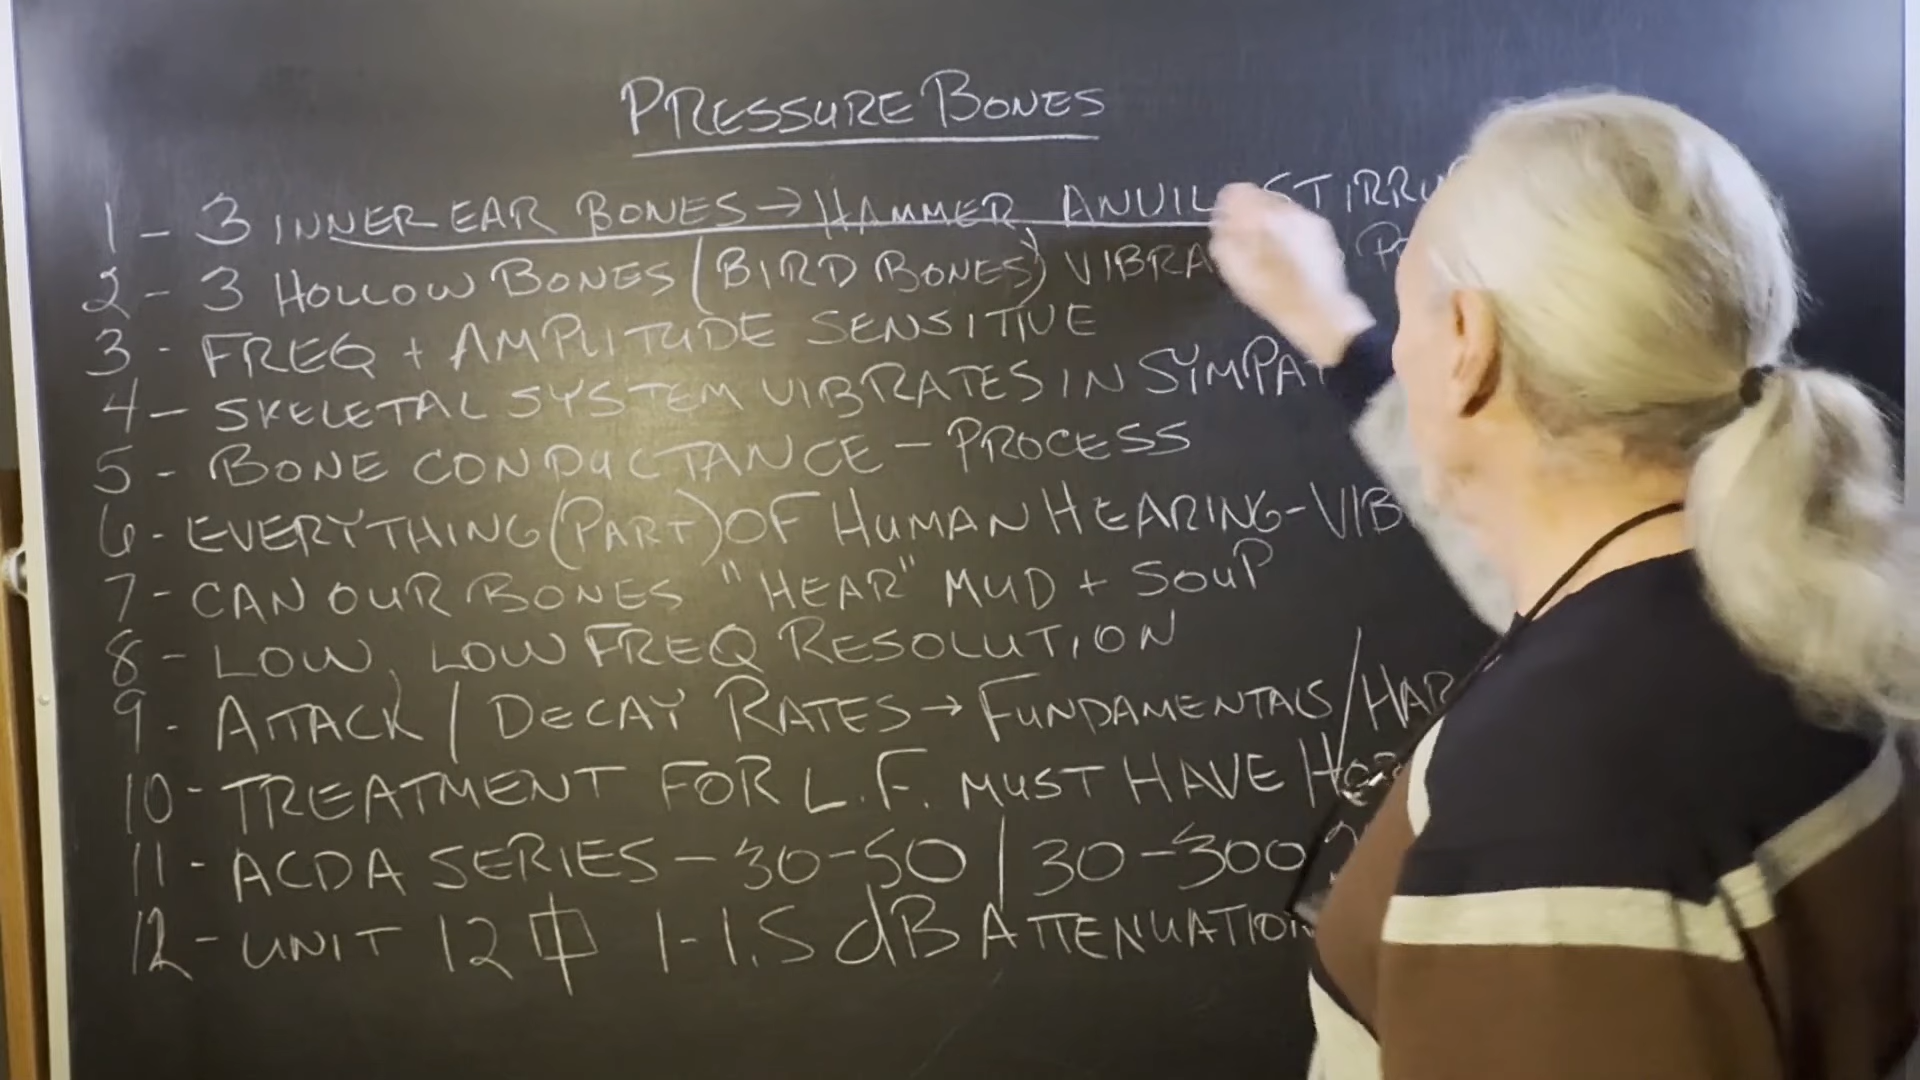 PRESSURE BONES
1 - 3 INNER EAR BONES → HAMMER ANVIL STIRRU
2 - 3 HOLLOW BONES (BIRD BONES) VIBRA
3 - FREQ + AMPLITUDE SENSITIVE
4 - SKELETAL SYSTEM VIBRATES IN SYMPAT
5 - BONE CONDUCTANCE - PROCESS
6 - EVERYTHING (PART) OF HUMAN HEARING - VIB
7 - CAN OUR BONES "HEAR" MUD + SOUP
8 - LOW, LOW FREQ RESOLUTION
9 - ATTACK / DECAY RATES → FUNDAMENTALS / HAR
10 - TREATMENT FOR L.F. MUST HAVE
11 - ACDA SERIES - 30-50 / 30-300
12 - UNIT 12 1-1.5 dB ATTENUATION